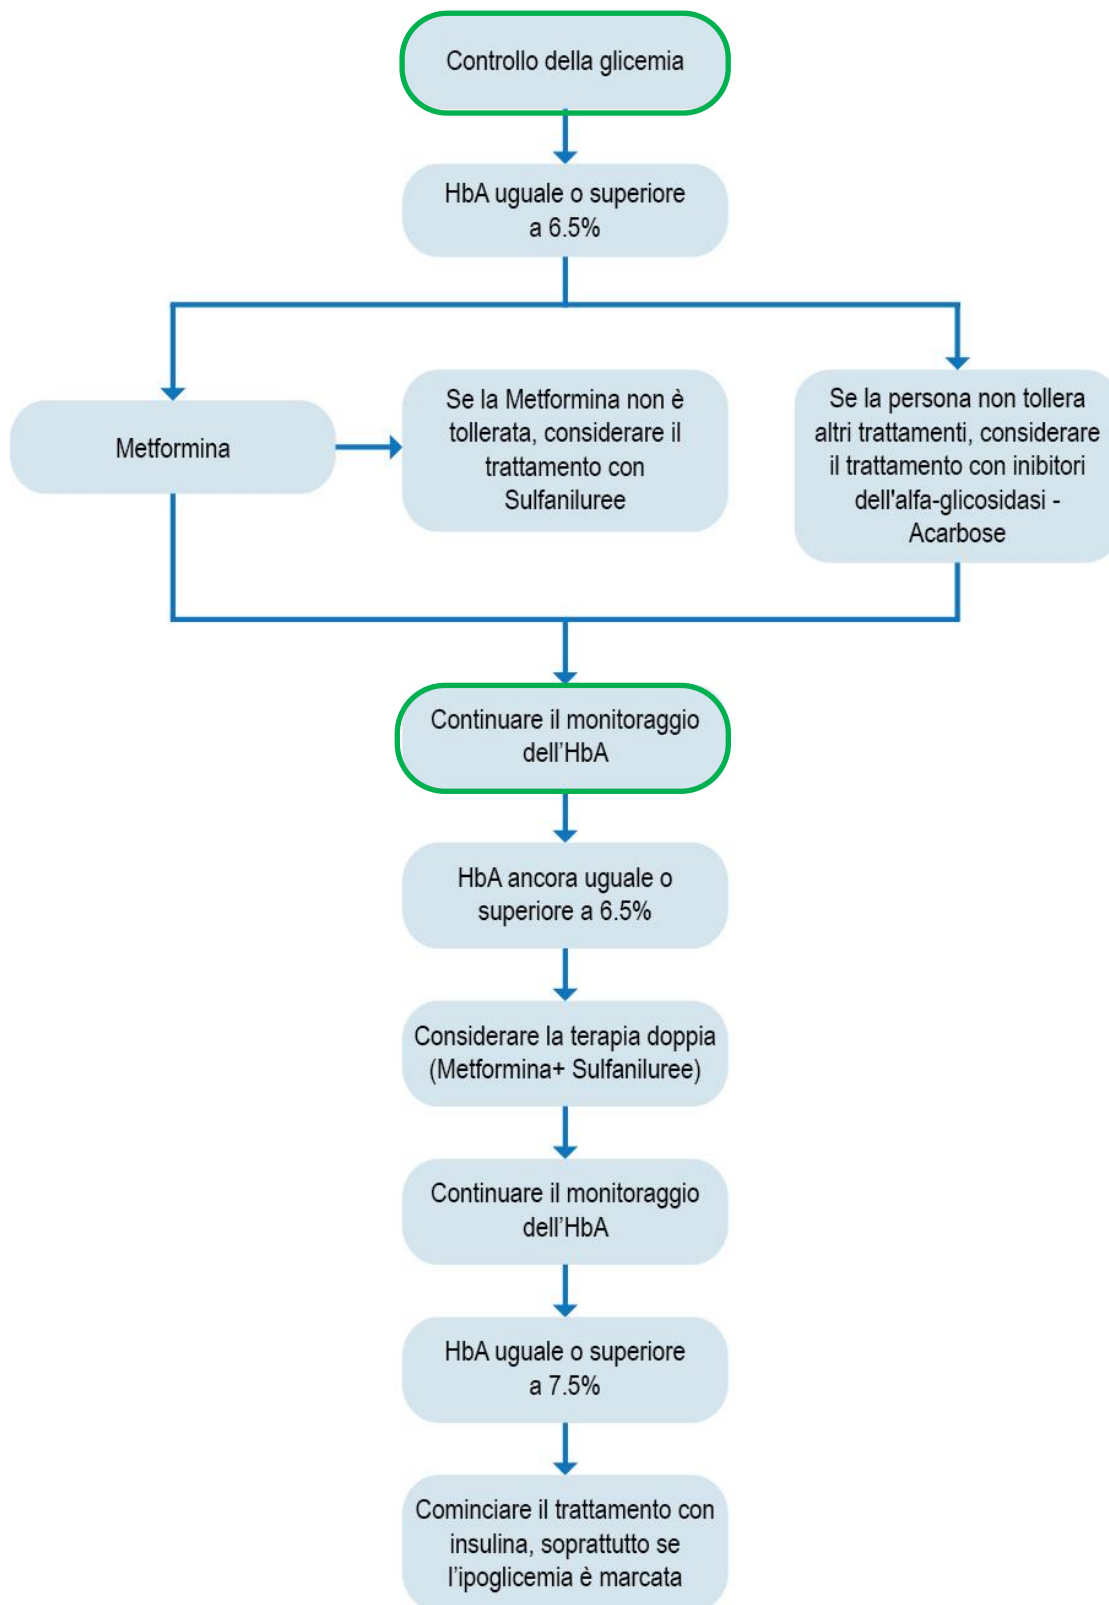 Controllo della glicemia
HbA uguale o superiore
a 6.5%
Metformina
Se la Metformina non è
tollerata, considerare il
trattamento con
Sulfaniluree
Se la persona non tollera
altri trattamenti, considerare
il trattamento con inibitori
dell'alfa-glicosidasi -
Acarbose
Continuare il monitoraggio
dell’HbA
HbA ancora uguale o
superiore a 6.5%
Considerare la terapia doppia
(Metformina+ Sulfaniluree)
Continuare il monitoraggio
dell’HbA
HbA uguale o superiore
a 7.5%
Cominciare il trattamento con
insulina, soprattutto se
l’ipoglicemia è marcata